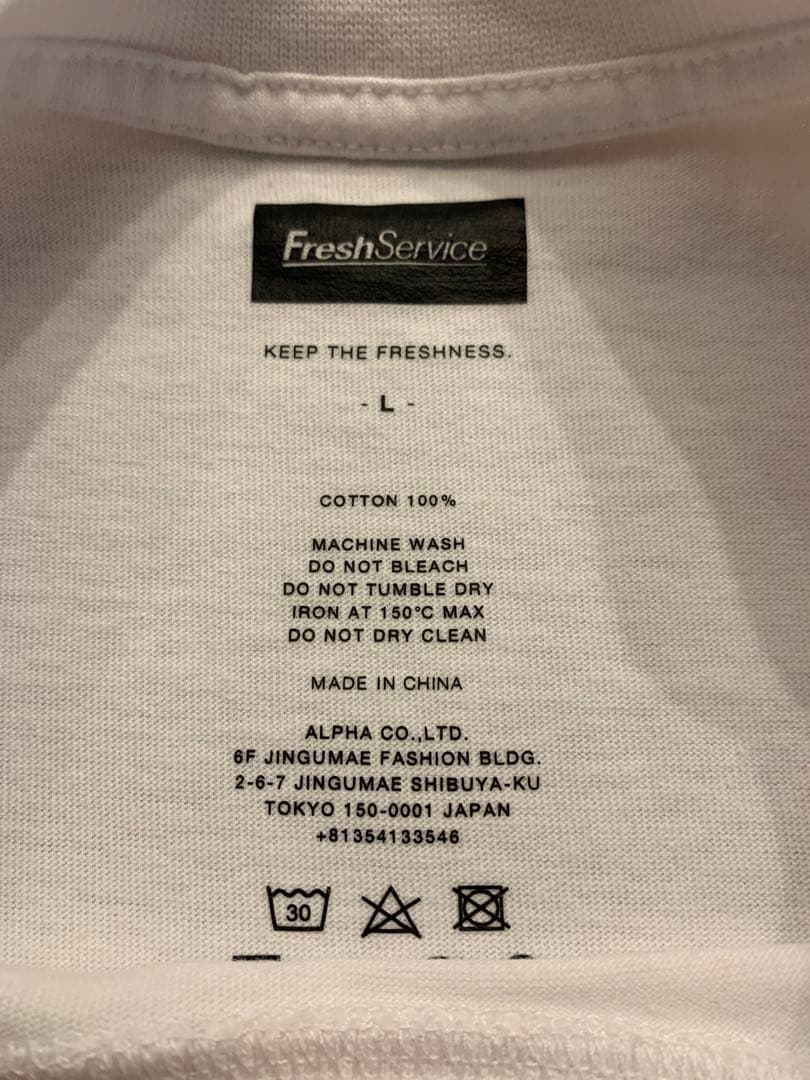 FreshService
KEEP THE FRESHNESS.
- L -
COTTON 100%
MACHINE WASH
DO NOT BLEACH
DO NOT TUMBLE DRY
IRON AT 150°C MAX
DO NOT DRY CLEAN
MADE IN CHINA
ALPHA CO.,LTD.
6F JINGUMAE FASHION BLDG.
2-6-7 JINGUMAE SHIBUYA-KU
TOKYO 150-0001 JAPAN
+81354133546
30